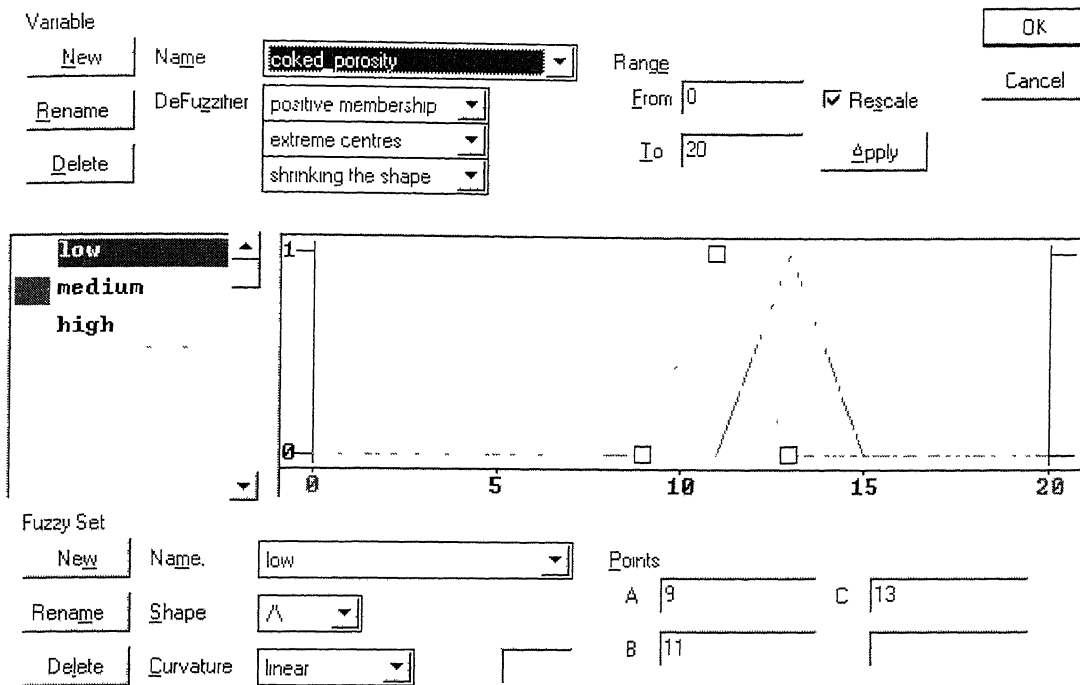 Variable
OK
New Name coked porosity
Range
Cancel
From 0 Rescale
Rename DeFuzzifier positive membership
extreme centres
To 20 Apply
Delete
shrinking the shape
low
medium
high
1
0
0 5 10 15 20
Fuzzy Set
New Name. low
Points
A 9 C 13
Rename Shape /\
B 11
Delete Curvature linear